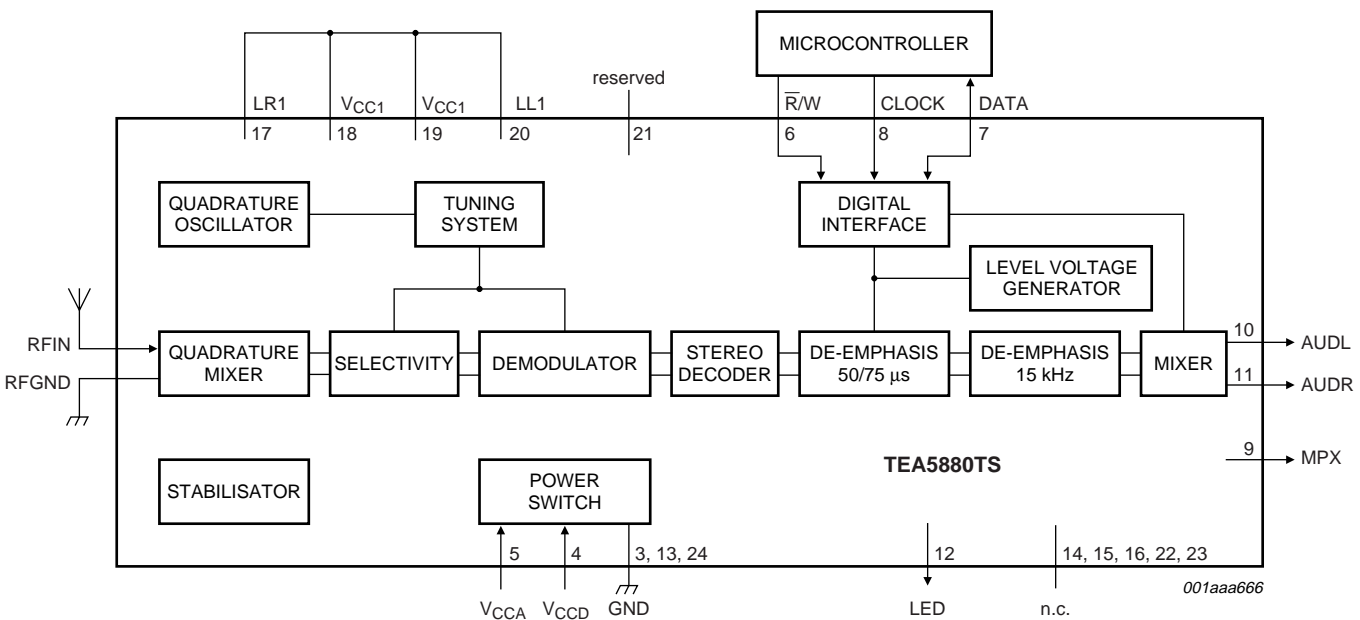 MICROCONTROLLER
reserved
LR1
VCC1
VCC1
LL1
R̅/W
CLOCK
DATA
17
18
19
20
21
6
8
7
QUADRATURE
OSCILLATOR
TUNING
SYSTEM
DIGITAL
INTERFACE
LEVEL VOLTAGE
GENERATOR
RFIN
RFGND
QUADRATURE
MIXER
SELECTIVITY
DEMODULATOR
STEREO
DECODER
DE-EMPHASIS
50/75 μs
DE-EMPHASIS
15 kHz
MIXER
10
AUDL
11
AUDR
9
MPX
TEA5880TS
STABILISATOR
POWER
SWITCH
5
4
3, 13, 24
12
14, 15, 16, 22, 23
001aaa666
VCCA
VCCD
GND
LED
n.c.